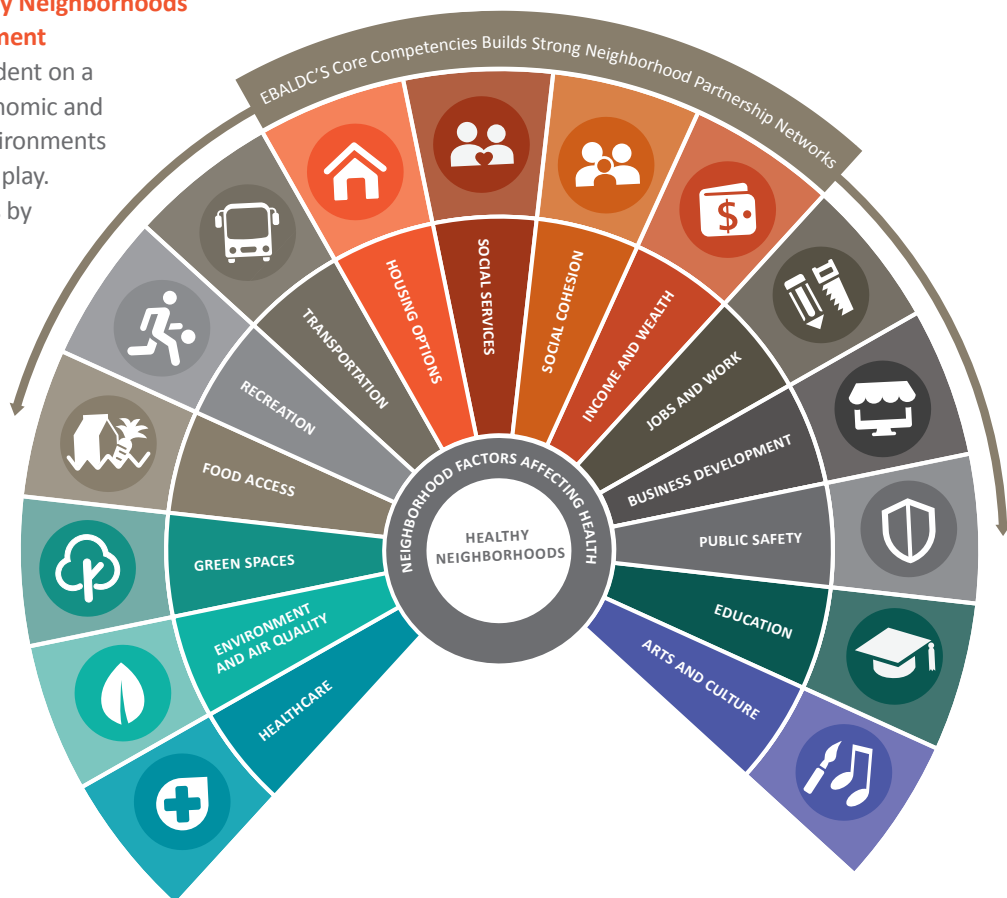 y Neighborhoods
ment
dent on a
nomic and
ironments
play.
by
EBALDC'S Core Competencies Builds Strong Neighborhood Partnership Networks
HEALTHCARE
ENVIRONMENT
AND AIR QUALITY
GREEN SPACES
FOOD ACCESS
RECREATION
TRANSPORTATION
HOUSING OPTIONS
SOCIAL SERVICES
SOCIAL COHESION
INCOME AND WEALTH
$
JOBS AND WORK
BUSINESS DEVELOPMENT
PUBLIC SAFETY
EDUCATION
ARTS AND CULTURE
NEIGHBORHOOD FACTORS AFFECTING HEALTH
HEALTHY
NEIGHBORHOODS